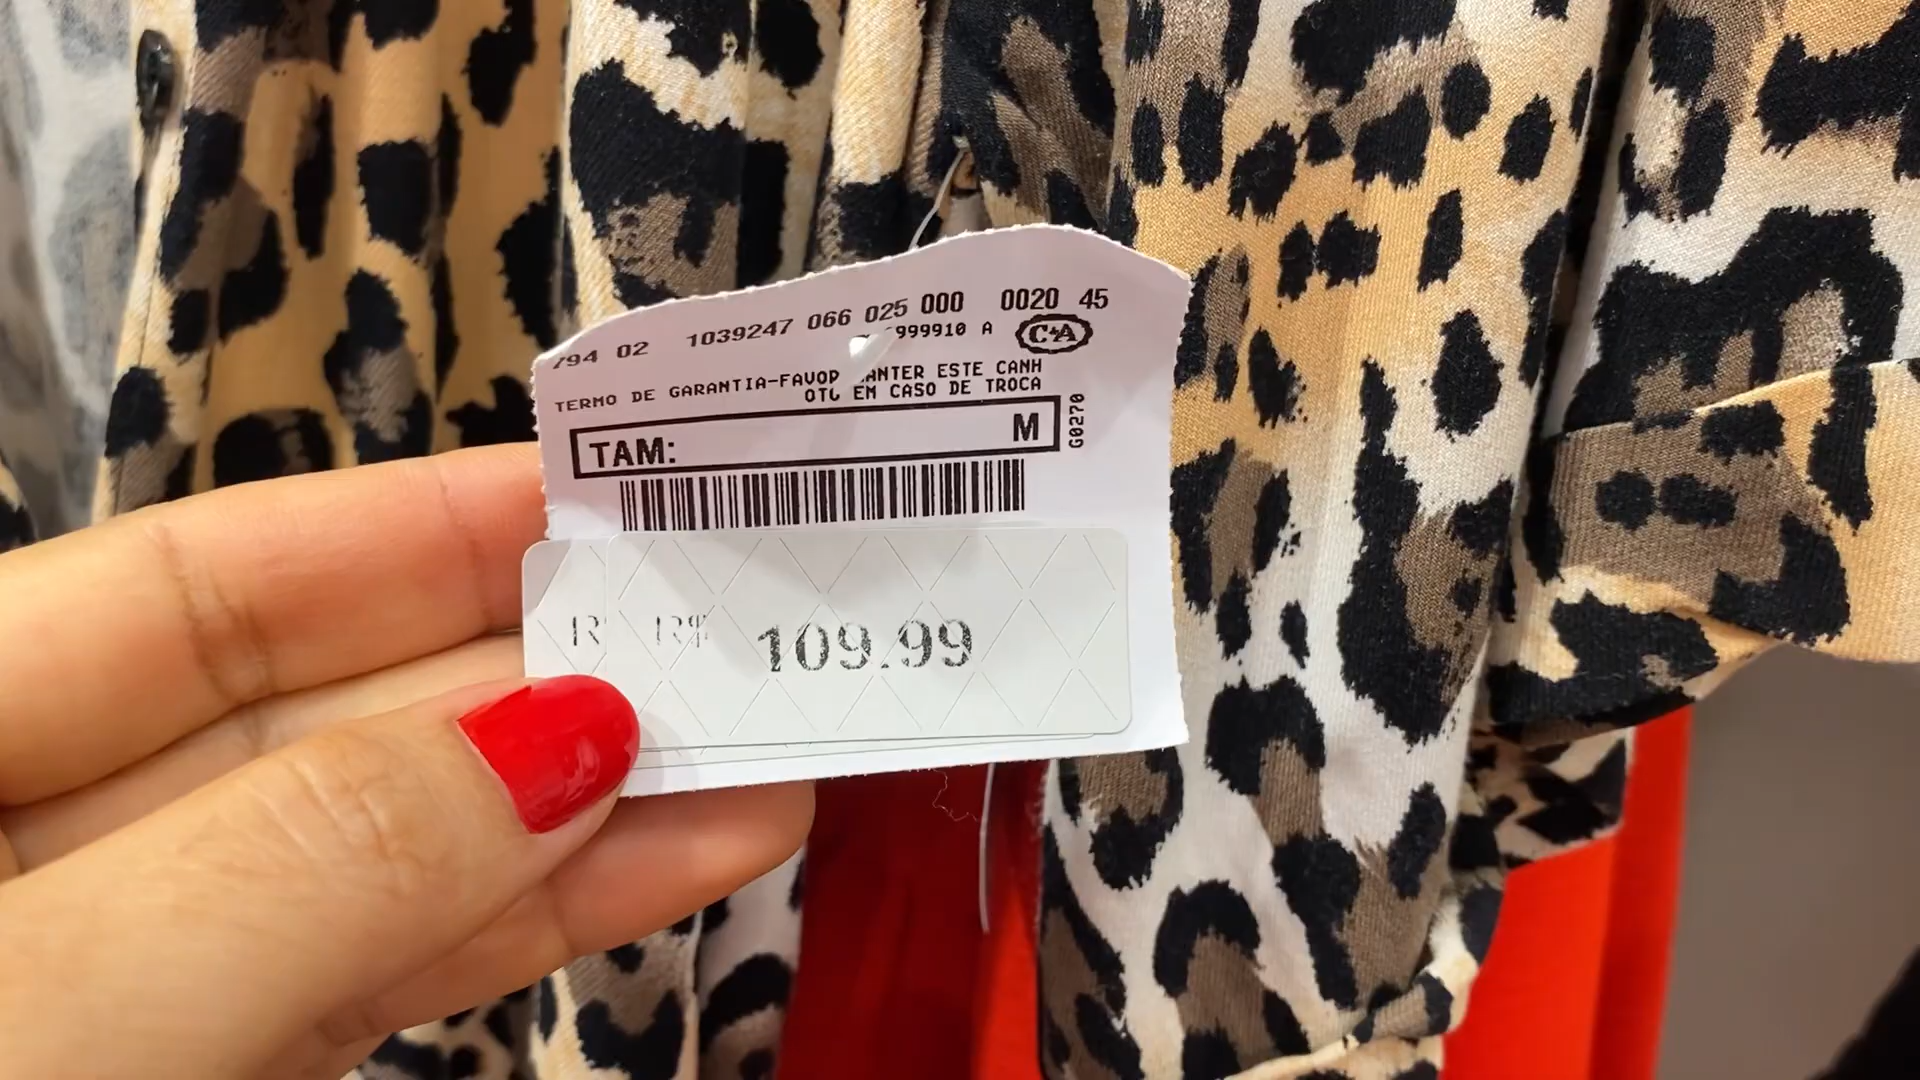 794 02 1039247 066 025 000 0020 45
999910 A C&A
TERMO DE GARANTIA-FAVOR MANTER ESTE CANH
OTO EM CASO DE TROCA
TAM: M
G0270
R R$ 109.99